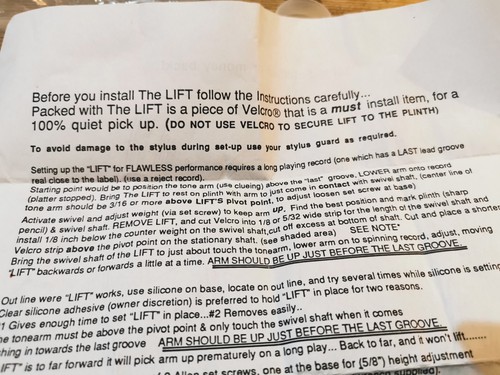 Before you install The LIFT follow the Instructions carefully...
Packed with The LIFT is a piece of Velcro® that is a must install item, for a
100% quiet pick up. (DO NOT USE VELCRO TO SECURE LIFT TO THE PLINTH)
To avoid damage to the stylus during set-up use your stylus guard as required.
Setting up the "LIFT" for FLAWLESS performance requires a long playing record (one which has a LAST lead groove
real close to the label). (use a reject record).
Starting point would be to position the tone arm (use clueing) above the "last" groove, LOWER arm onto record
(platter stopped). Bring The LIFT to rest on plinth with arm to just come in contact with swivel shaft, (center line of
tone arm should be 3/16 or more above LIFT'S pivot point, to adjust loosen set screw at base)
Activate swivel and adjust weight (via set screw) to keep arm up, Find the best position and mark plinth (sharp
pencil) & swivel shaft. REMOVE LIFT, and cut Velcro into 1/8 or 5/32 wide strip for the length of the swivel shaft and
install 1/8 inch below the counter weight on the swivel shaft, cut off excess at bottom of shaft. Cut and place a shorter
Velcro strip above the pivot point on the stationary shaft. (see shaded area) SEE NOTE*
Bring the swivel shaft of the LIFT to just about touch the tonearm, lower arm on to spinning record, adjust, moving
"LIFT" backwards or forwards a little at a time. ARM SHOULD BE UP JUST BEFORE THE LAST GROOVE.
Out line were "LIFT" works, use silicone on base, locate on out line, and try several times while silicone is setting
Clear silicone adhesive (owner discretion) is preferred to hold "LIFT" in place for two reasons.
1 Gives enough time to set "LIFT" in place...#2 Removes easily..
tonearm must be above the pivot point & only touch the swivel shaft when it comes
hing in towards the last groove ARM SHOULD BE UP JUST BEFORE THE LAST GROOVE.
IFT" is to far forward it will pick arm up prematurely on a long play... Back to far, and it won't lift.......
Allen set screws, one at the base for (5/8") height adjustment